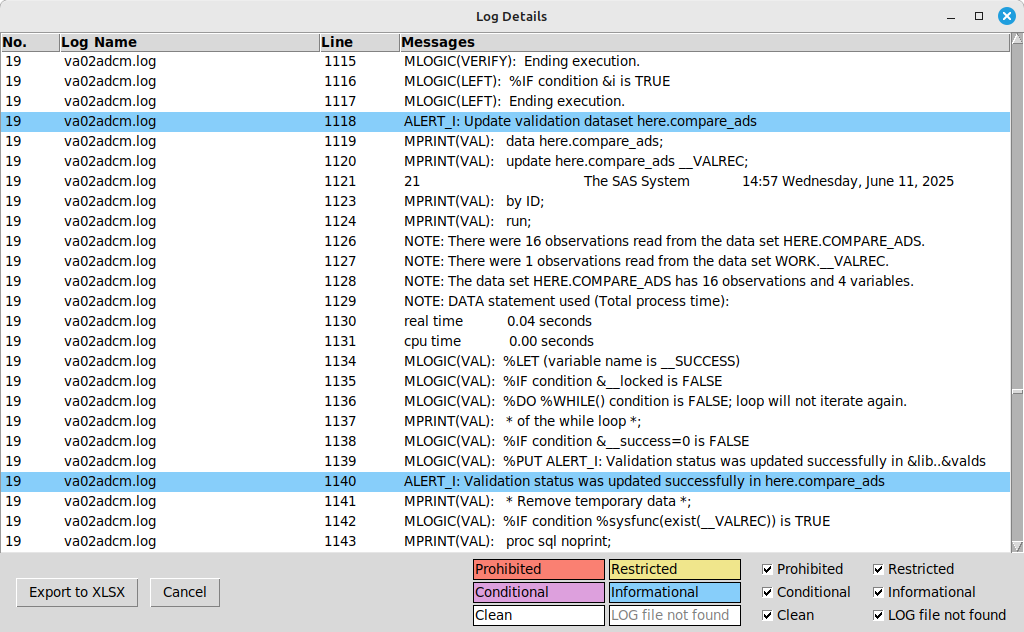 Log Details
No. Log Name Line Messages
19 va02adcm.log 1115 MLOGIC(VERIFY):  Ending execution.
19 va02adcm.log 1116 MLOGIC(LEFT):  %IF condition &i is TRUE
19 va02adcm.log 1117 MLOGIC(LEFT):  Ending execution.
19 va02adcm.log 1118 ALERT_I: Update validation dataset here.compare_ads
19 va02adcm.log 1119 MPRINT(VAL):   data here.compare_ads;
19 va02adcm.log 1120 MPRINT(VAL):   update here.compare_ads __VALREC;
19 va02adcm.log 1121 21 The SAS System 14:57 Wednesday, June 11, 2025
19 va02adcm.log 1123 MPRINT(VAL):   by ID;
19 va02adcm.log 1124 MPRINT(VAL):   run;
19 va02adcm.log 1126 NOTE: There were 16 observations read from the data set HERE.COMPARE_ADS.
19 va02adcm.log 1127 NOTE: There were 1 observations read from the data set WORK.__VALREC.
19 va02adcm.log 1128 NOTE: The data set HERE.COMPARE_ADS has 16 observations and 4 variables.
19 va02adcm.log 1129 NOTE: DATA statement used (Total process time):
19 va02adcm.log 1130 real time 0.04 seconds
19 va02adcm.log 1131 cpu time 0.00 seconds
19 va02adcm.log 1134 MLOGIC(VAL):  %LET (variable name is __SUCCESS)
19 va02adcm.log 1135 MLOGIC(VAL):  %IF condition &__locked is FALSE
19 va02adcm.log 1136 MLOGIC(VAL):  %DO %WHILE() condition is FALSE; loop will not iterate again.
19 va02adcm.log 1137 MPRINT(VAL):   * of the while loop *;
19 va02adcm.log 1138 MLOGIC(VAL):  %IF condition &__success=0 is FALSE
19 va02adcm.log 1139 MLOGIC(VAL):  %PUT ALERT_I: Validation status was updated successfully in &lib..&valds
19 va02adcm.log 1140 ALERT_I: Validation status was updated successfully in here.compare_ads
19 va02adcm.log 1141 MPRINT(VAL):   * Remove temporary data *;
19 va02adcm.log 1142 MLOGIC(VAL):  %IF condition %sysfunc(exist(__VALREC)) is TRUE
19 va02adcm.log 1143 MPRINT(VAL):   proc sql noprint;
Prohibited Restricted Prohibited Restricted
Export to XLSX Cancel Conditional Informational Conditional Informational
Clean LOG file not found Clean LOG file not found